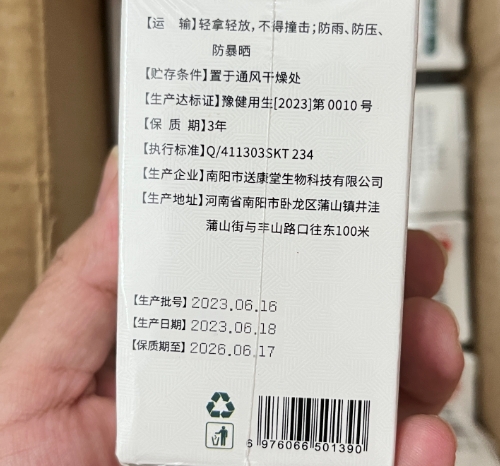 【运 输】轻拿轻放,不得撞击;防雨、防压、
防暴晒
【贮存条件】置于通风干燥处
【生产达标证】豫健用生[2023]第0010号
【保 质 期】3年
【执行标准】Q/411303SKT 234
【生产企业】南阳市送康堂生物科技有限公司
【生产地址】河南省南阳市卧龙区蒲山镇井洼
蒲山街与丰山路口往东100米
【生产批号】2023.06.16
【生产日期】2023.06.18
【保质期至】2026.06.17
6 976066 501390